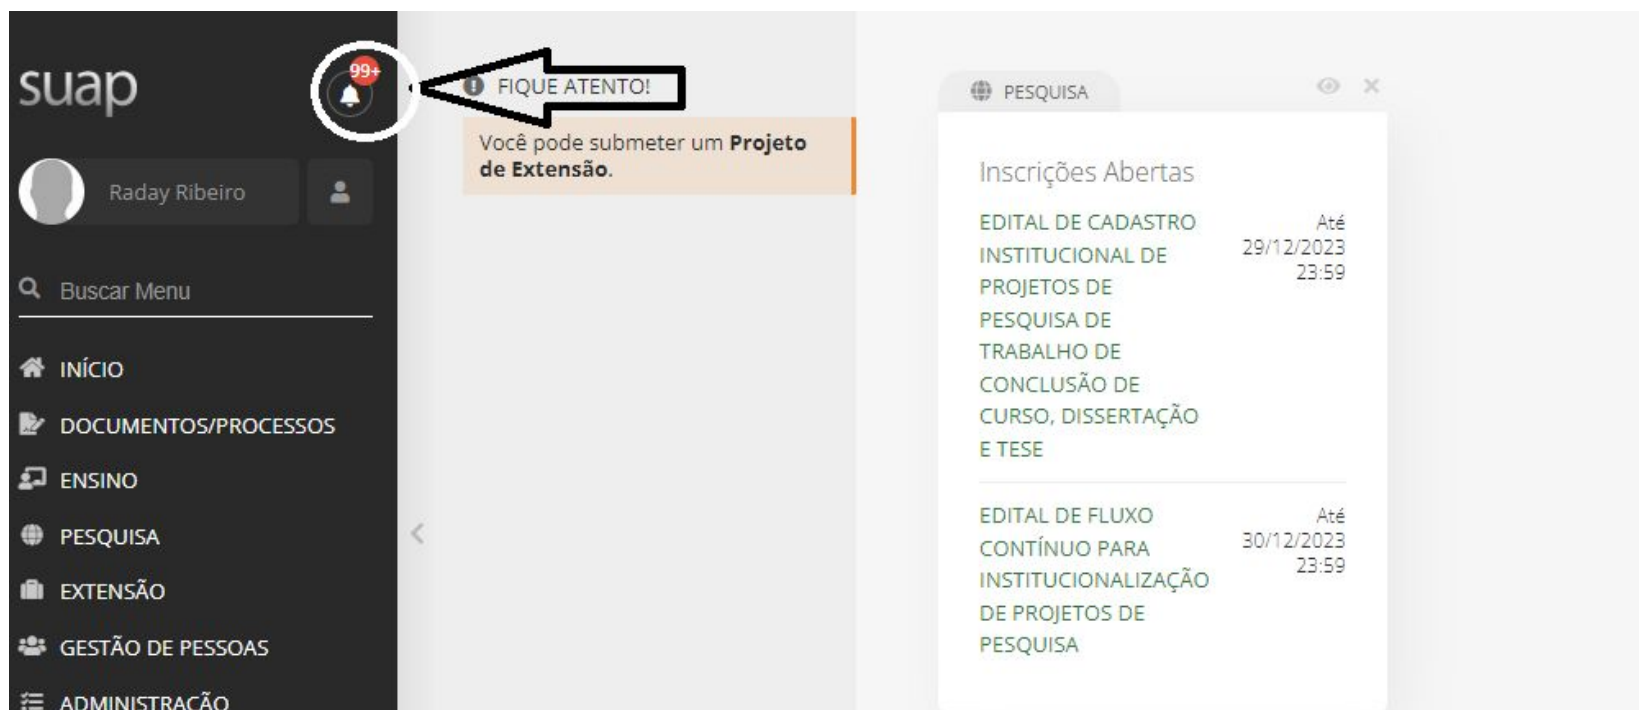 suap
99+
Raday Ribeiro
Buscar Menu
INÍCIO
DOCUMENTOS/PROCESSOS
ENSINO
PESQUISA
EXTENSÃO
GESTÃO DE PESSOAS
ADMINISTRAÇÃO
FIQUE ATENTO!
Você pode submeter um Projeto
de Extensão.
PESQUISA
Inscrições Abertas
EDITAL DE CADASTRO
INSTITUCIONAL DE
PROJETOS DE
PESQUISA DE
TRABALHO DE
CONCLUSÃO DE
CURSO, DISSERTAÇÃO
E TESE
Até
29/12/2023
23:59
EDITAL DE FLUXO
CONTÍNUO PARA
INSTITUCIONALIZAÇÃO
DE PROJETOS DE
PESQUISA
Até
30/12/2023
23:59